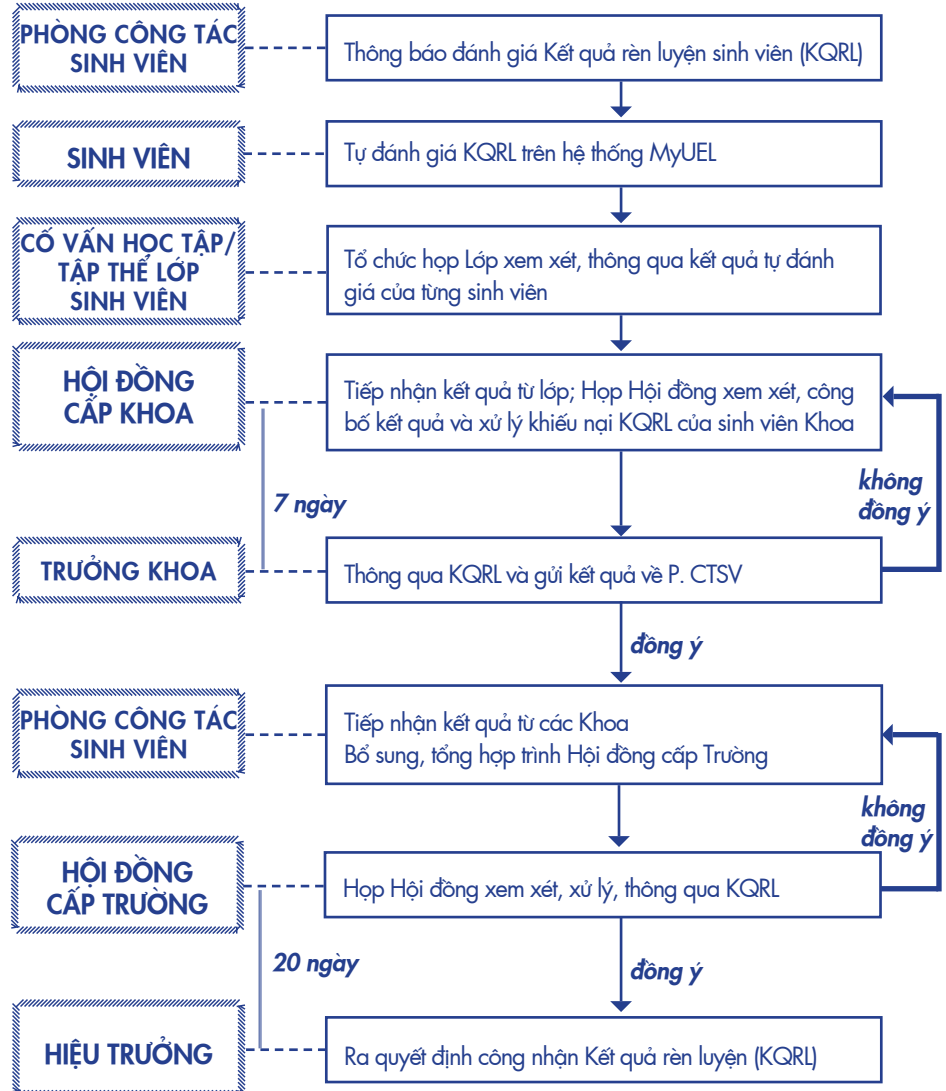 PHÒNG CÔNG TÁC
SINH VIÊN
Thông báo đánh giá Kết quả rèn luyện sinh viên (KQRL)
SINH VIÊN
Tự đánh giá KQRL trên hệ thống MyUEL
CỐ VẤN HỌC TẬP/
TẬP THỂ LỚP
SINH VIÊN
Tổ chức họp Lớp xem xét, thông qua kết quả tự đánh
giá của từng sinh viên
HỘI ĐỒNG
CẤP KHOA
Tiếp nhận kết quả từ lớp; Họp Hội đồng xem xét, công
bố kết quả và xử lý khiếu nại KQRL của sinh viên Khoa
7 ngày
không
đồng ý
TRƯỞNG KHOA
Thông qua KQRL và gửi kết quả về P. CTSV
đồng ý
PHÒNG CÔNG TÁC
SINH VIÊN
Tiếp nhận kết quả từ các Khoa
Bổ sung, tổng hợp trình Hội đồng cấp Trường
không
đồng ý
HỘI ĐỒNG
CẤP TRƯỜNG
Họp Hội đồng xem xét, xử lý, thông qua KQRL
20 ngày
đồng ý
HIỆU TRƯỞNG
Ra quyết định công nhận Kết quả rèn luyện (KQRL)